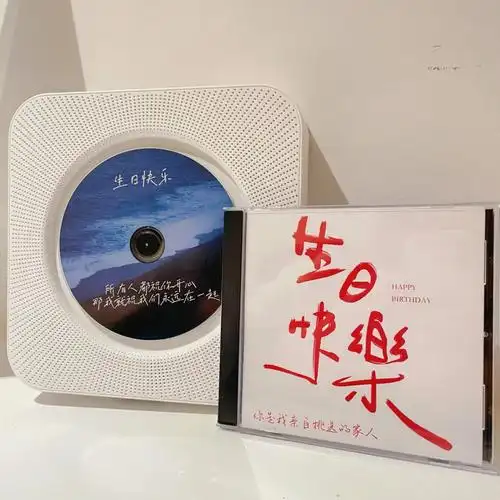 生日快乐
所有人都祝你开心
那我就祝我们永远在一起
生日
快樂
HAPPY
BIRTHDAY
你是我亲自挑选的家人